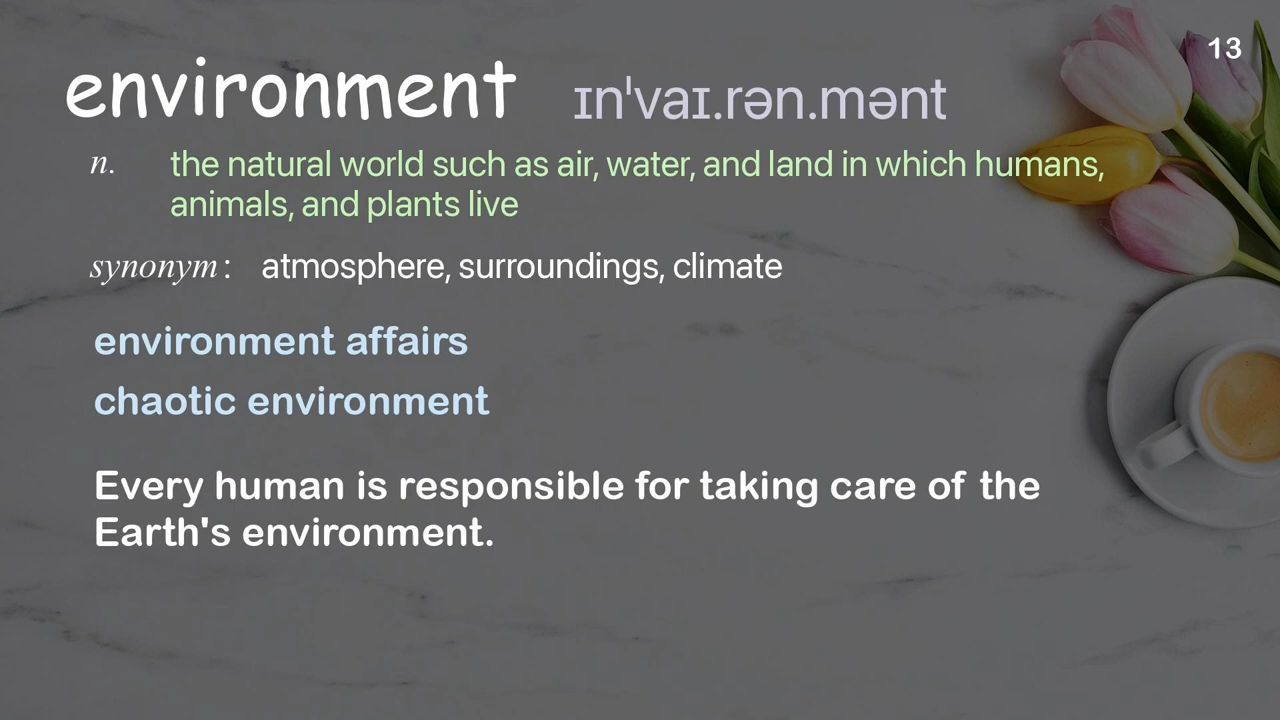 13
environment ɪnˈvaɪ.rən.mənt
n. the natural world such as air, water, and land in which humans,
animals, and plants live
synonym: atmosphere, surroundings, climate
environment affairs
chaotic environment
Every human is responsible for taking care of the
Earth's environment.